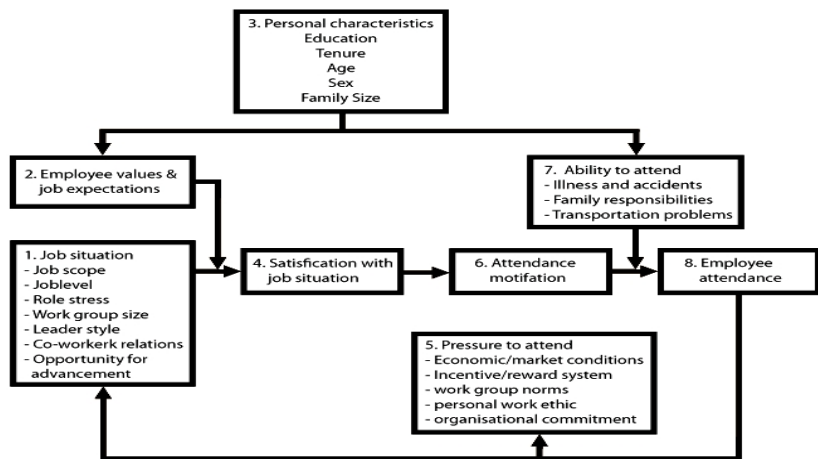 3. Personal characteristics
Education
Tenure
Age
Sex
Family Size
2. Employee values &
job expectations
7. Ability to attend
- Illness and accidents
- Family responsibilities
- Transportation problems
1. Job situation
- Job scope
- Joblevel
- Role stress
- Work group size
- Leader style
- Co-workerk relations
- Opportunity for
advancement
4. Satisfication with
job situation
6. Attendance
motifation
8. Employee
attendance
5. Pressure to attend
- Economic/market conditions
- Incentive/reward system
- work group norms
- personal work ethic
- organisational commitment